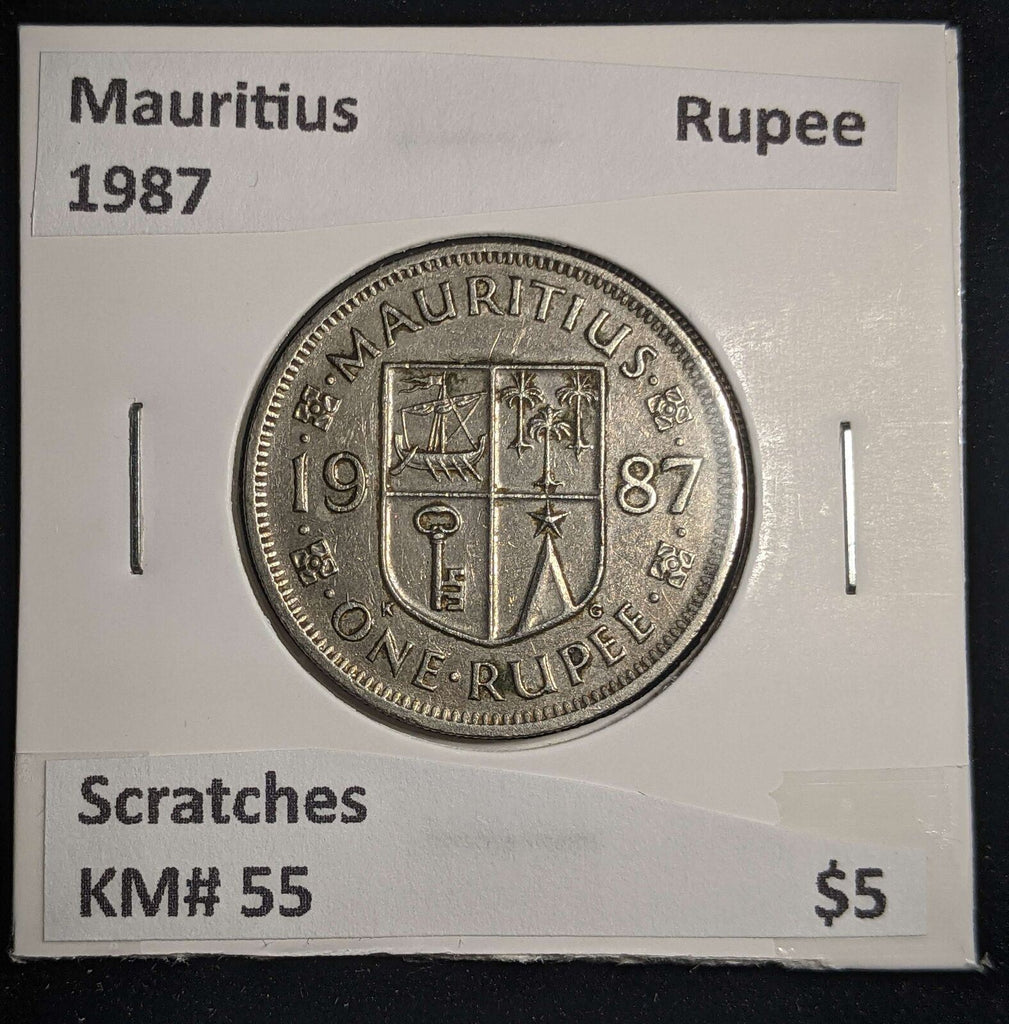 Mauritius Rupee
1987
MAURITIUS
19 87
K G
ONE·RUPEE
Scratches
KM# 55 $5